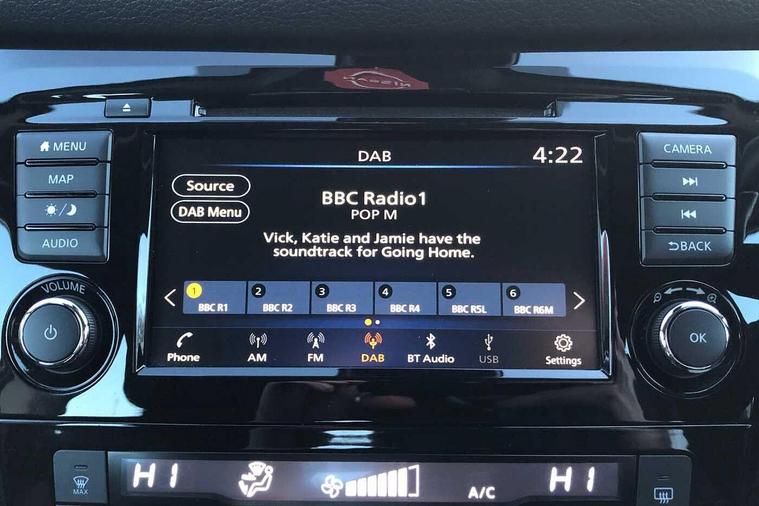 MENU
MAP
AUDIO
VOLUME
DAB 4:22
Source
DAB Menu
BBC Radio1
POP M
Vick, Katie and Jamie have the
soundtrack for Going Home.
1 2 3 4 5 6
BBC R1 BBC R2 BBC R3 BBC R4 BBC R5L BBC R6M
Phone AM FM DAB BT Audio USB Settings
CAMERA
BACK
OK
MAX
HI A/C HI